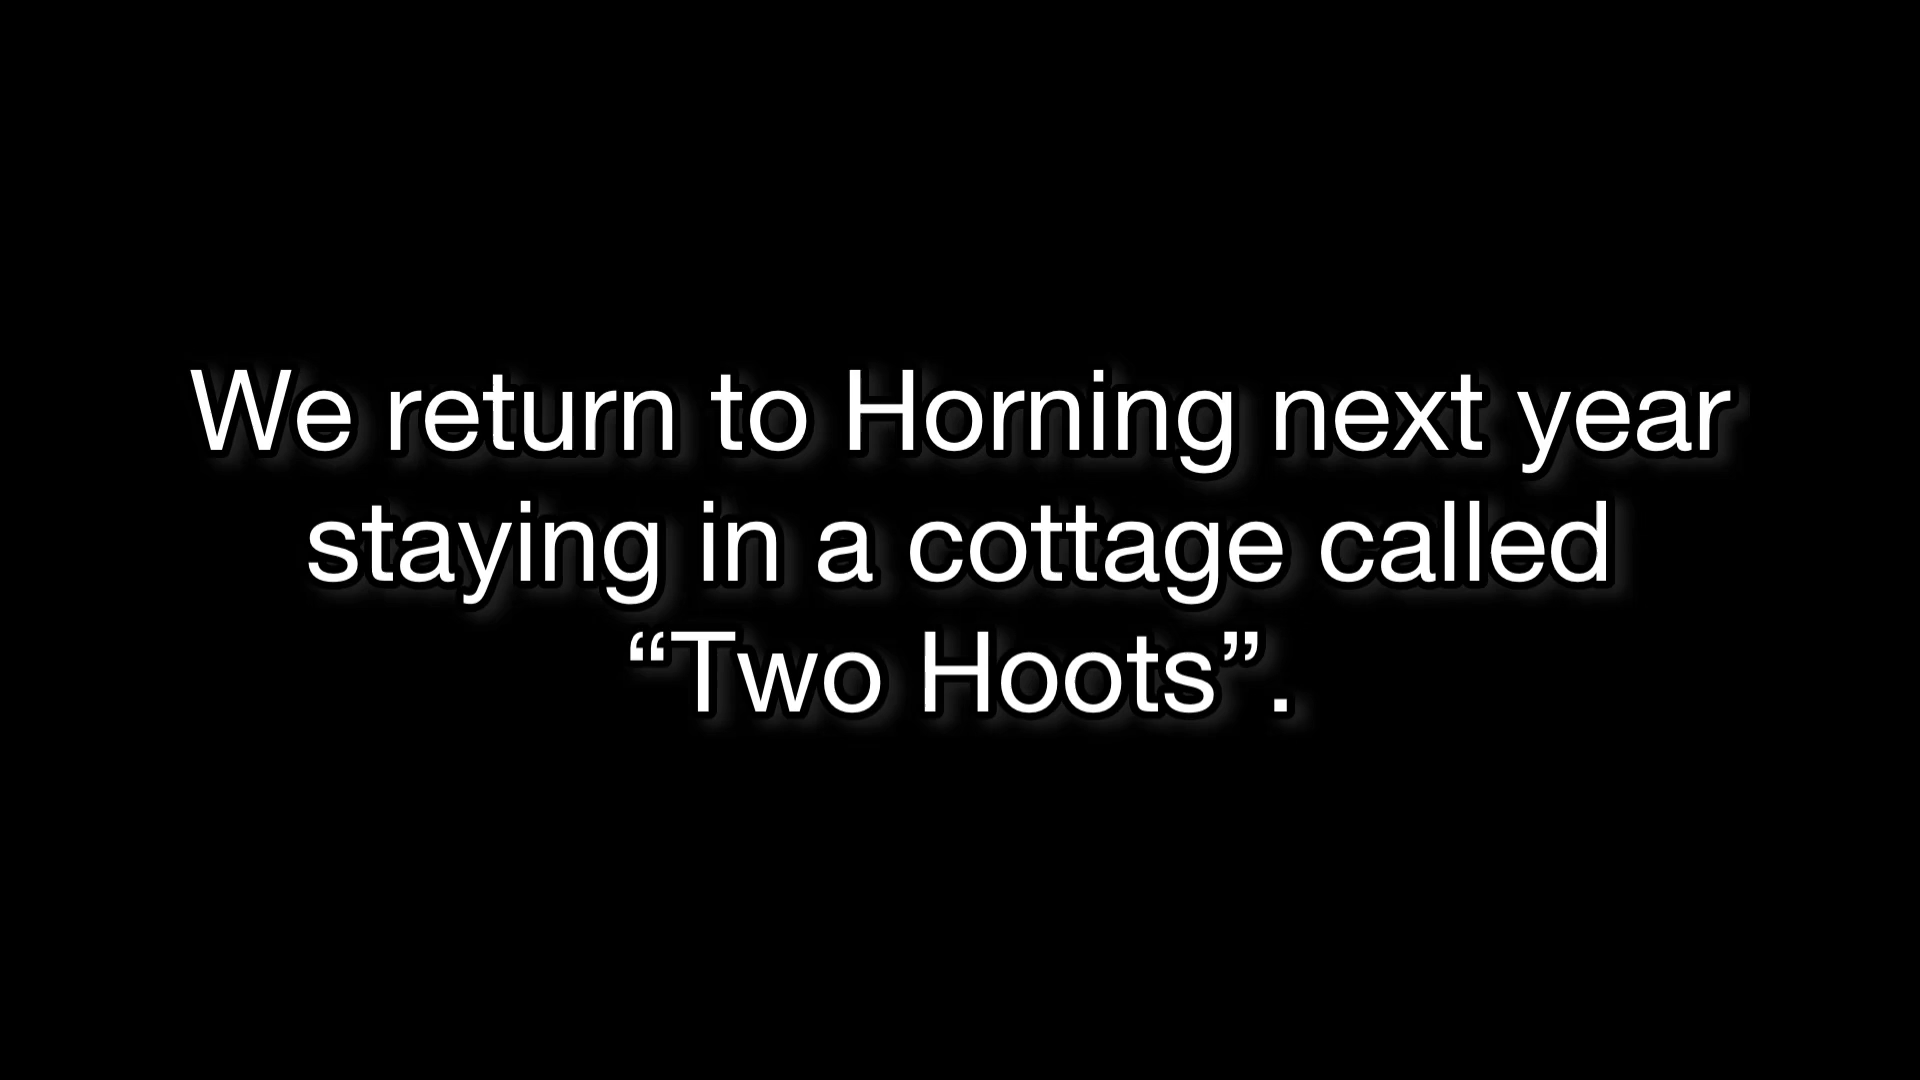 We return to Horning next year
staying in a cottage called
“Two Hoots”.